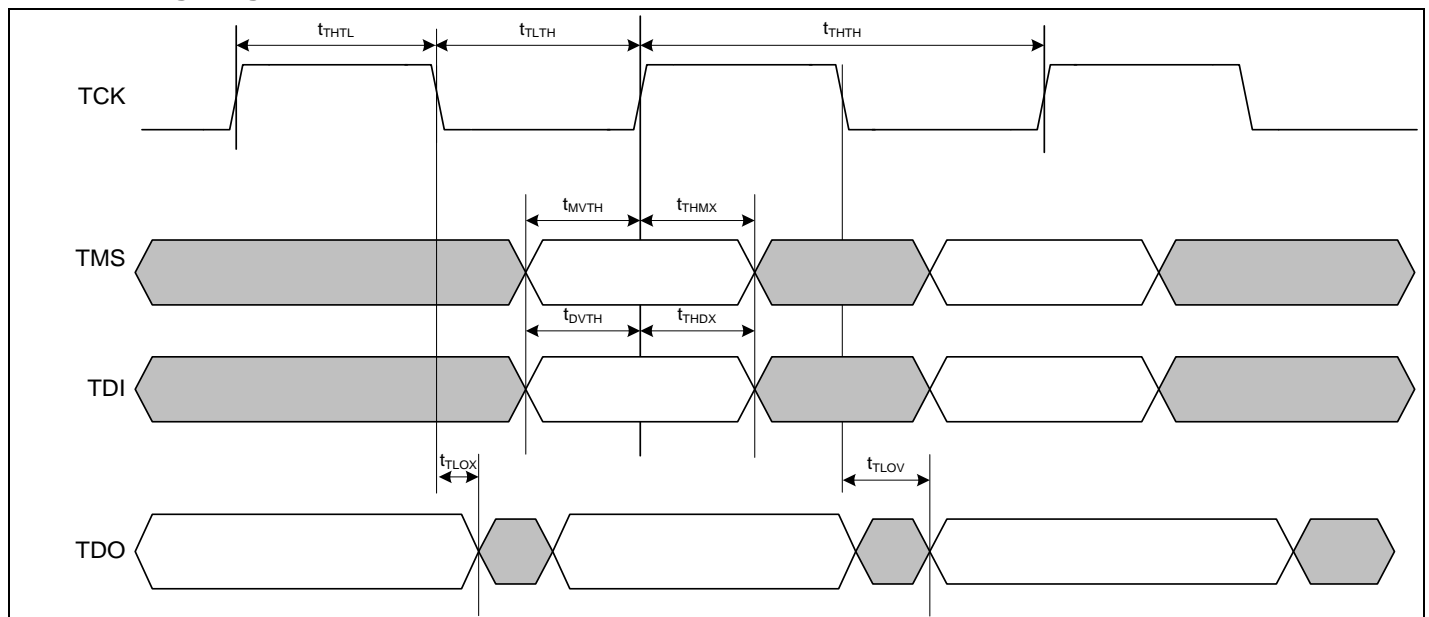 tTHTL tTLTH tTHTH
TCK
tMVTH tTHMX
TMS
tDVTH tTHDX
TDI
tTLOX tTLOV
TDO